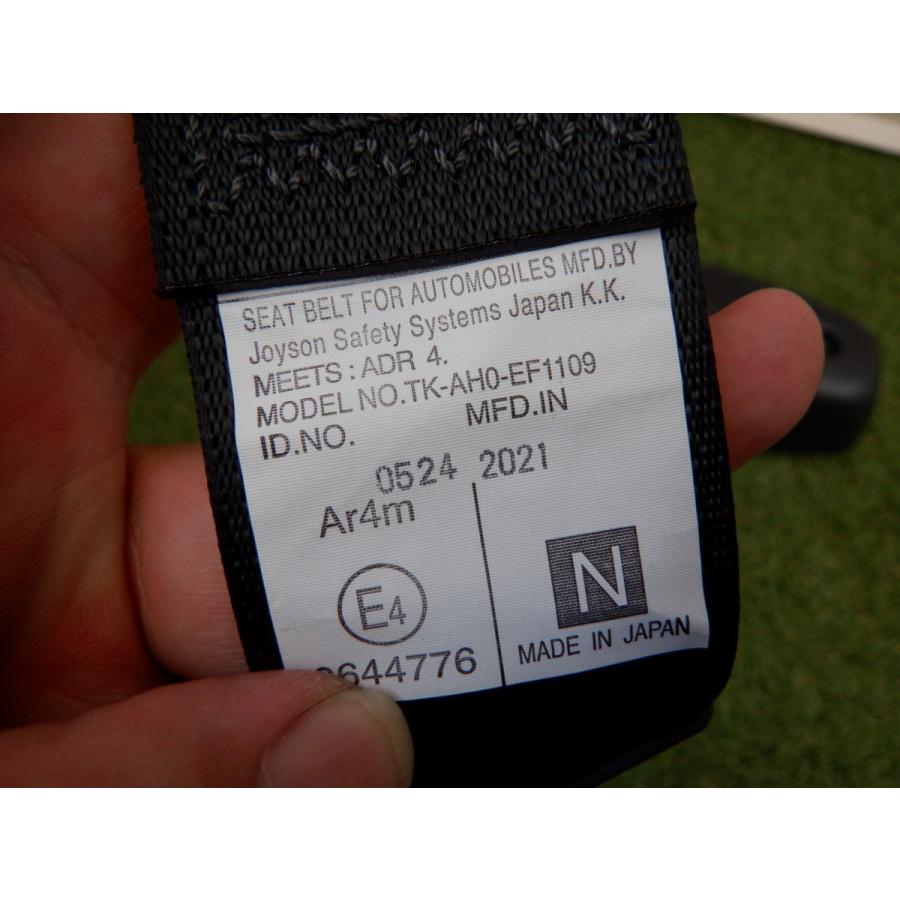 SEAT BELT FOR AUTOMOBILES MFD.BY
Joyson Safety Systems Japan K.K.
MEETS : ADR 4.
MODEL NO.TK-AH0-EF1109
ID.NO. MFD.IN
0524 2021
Ar4m
E4
644776
N
MADE IN JAPAN